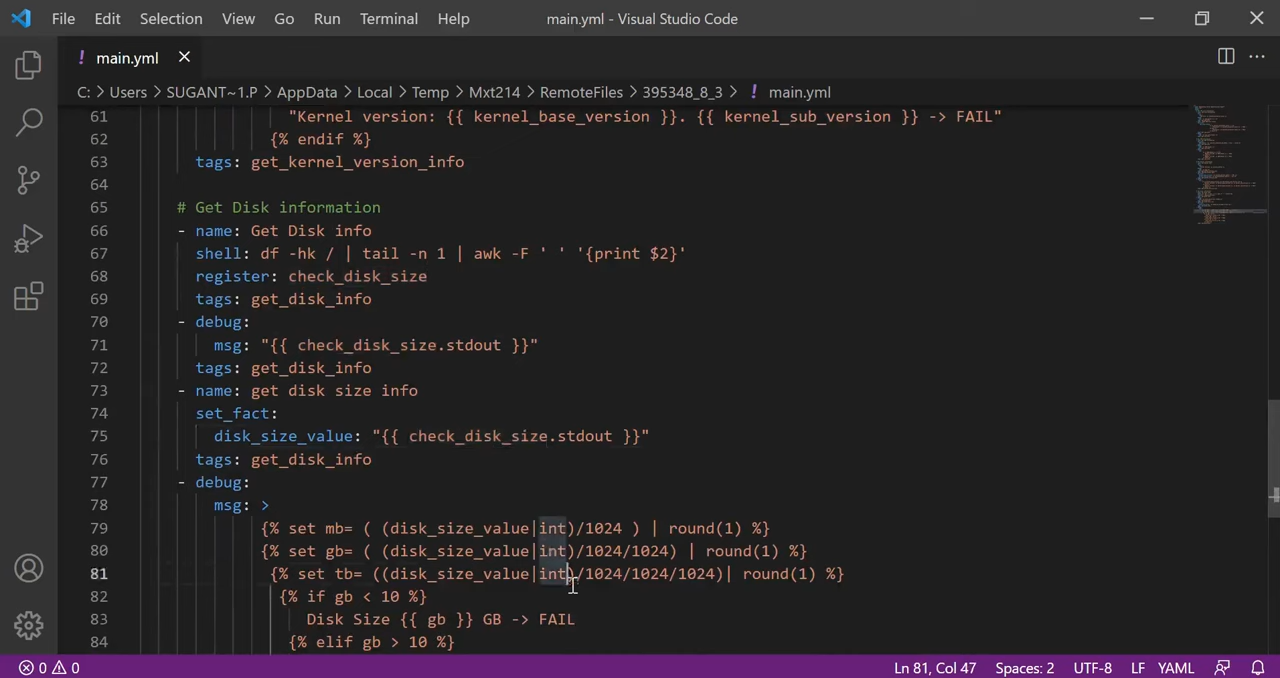 File Edit Selection View Go Run Terminal Help main.yml - Visual Studio Code
! main.yml
C: > Users > SUGANT~1.P > AppData > Local > Temp > Mxt214 > RemoteFiles > 395348_8_3 > ! main.yml
61 "Kernel version: {{ kernel_base_version }}. {{ kernel_sub_version }} -> FAIL"
62 {% endif %}
63 tags: get_kernel_version_info
64
65 # Get Disk information
66 - name: Get Disk info
67 shell: df -hk / | tail -n 1 | awk -F ' ' '{print $2}'
68 register: check_disk_size
69 tags: get_disk_info
70 - debug:
71 msg: "{{ check_disk_size.stdout }}"
72 tags: get_disk_info
73 - name: get disk size info
74 set_fact:
75 disk_size_value: "{{ check_disk_size.stdout }}"
76 tags: get_disk_info
77 - debug:
78 msg: >
79 {% set mb= ( (disk_size_value|int)/1024 ) | round(1) %}
80 {% set gb= ( (disk_size_value|int)/1024/1024) | round(1) %}
81 {% set tb= ((disk_size_value|int)/1024/1024/1024)| round(1) %}
82 {% if gb < 10 %}
83 Disk Size {{ gb }} GB -> FAIL
84 {% elif gb > 10 %}
0 0 Ln 81, Col 47 Spaces: 2 UTF-8 LF YAML